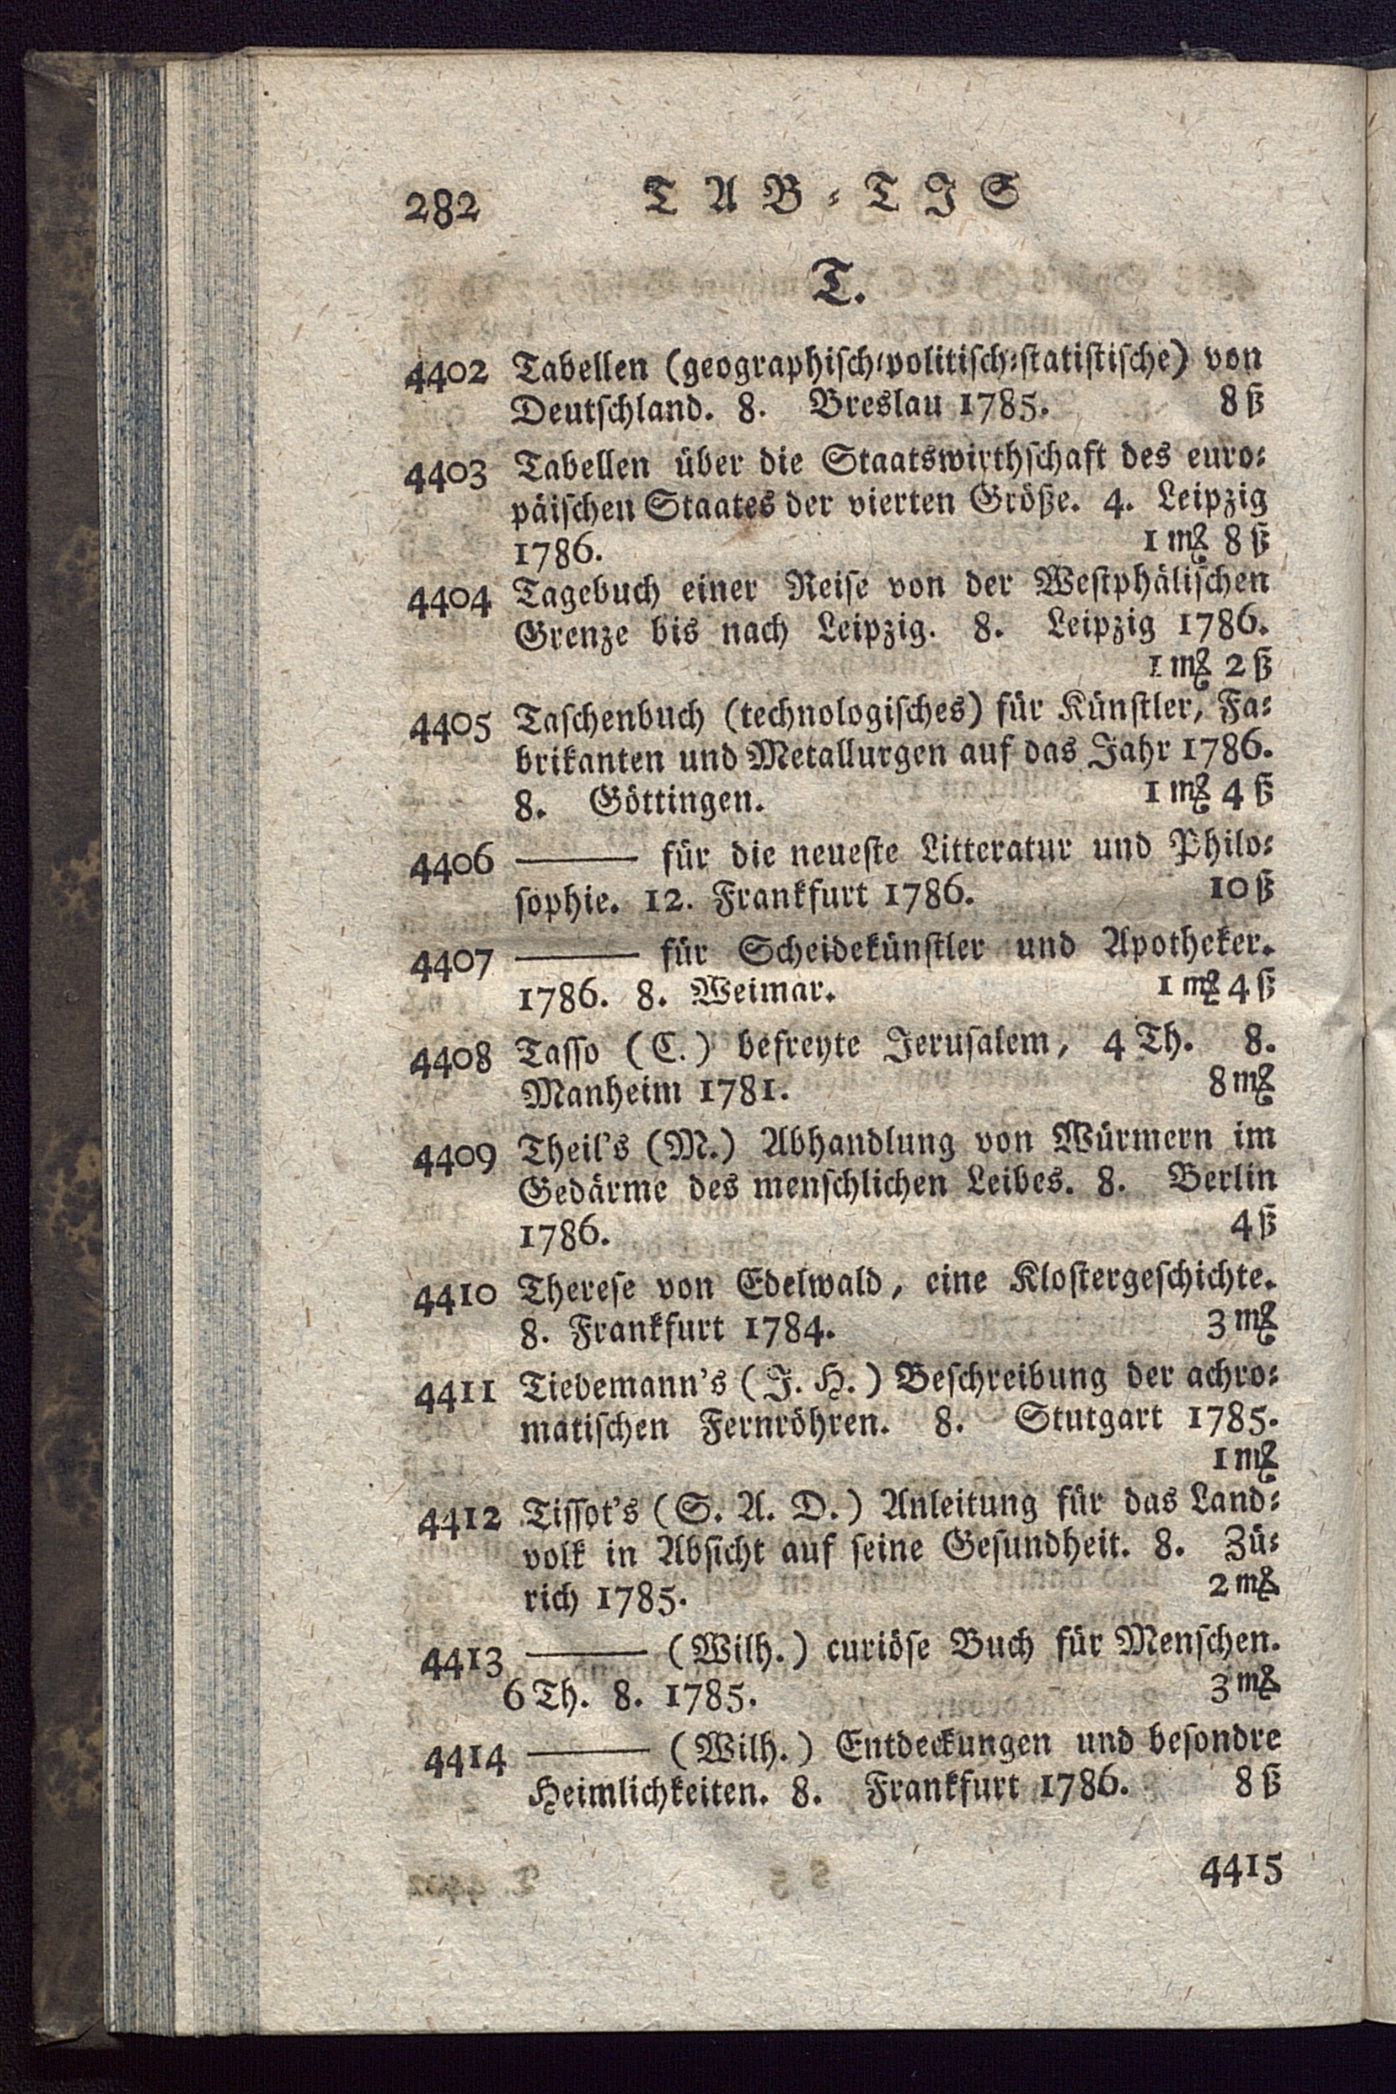 282 TAB⸗TIS
T.
4402 Tabellen (geographisch⸗politisch⸗statistische) von
Deutschland. 8. Breslau 1785. 8 ß
4403 Tabellen über die Staatswirthschaft des euro⸗
päischen Staates der vierten Größe. 4. Leipzig
1786. 1 mꝣ 8 ß
4404 Tagebuch einer Reise von der Westphälischen
Grenze bis nach Leipzig. 8. Leipzig 1786.
1 mꝣ 2 ß
4405 Taschenbuch (technologisches) für Künstler, Fa⸗
brikanten und Metallurgen auf das Jahr 1786.
8. Göttingen. 1 mꝣ 4 ß
4406 ——— für die neueste Litteratur und Philo⸗
sophie. 12. Frankfurt 1786. 10 ß
4407 ——— für Scheidekünstler und Apotheker.
1786. 8. Weimar. 1 mꝣ 4 ß
4408 Tasso (C.) befreyte Jerusalem, 4 Th. 8.
Manheim 1781. 8 mꝣ
4409 Theil's (M.) Abhandlung von Würmern im
Gedärme des menschlichen Leibes. 8. Berlin
1786. 4 ß
4410 Therese von Edelwald, eine Klostergeschichte.
8. Frankfurt 1784. 3 mꝣ
4411 Tiedemann's (J. H.) Beschreibung der achro⸗
matischen Fernröhren. 8. Stutgart 1785.
1 mꝣ
4412 Tissot's (S. A. D.) Anleitung für das Land⸗
volk in Absicht auf seine Gesundheit. 8. Zü⸗
rich 1785. 2 mꝣ
4413 ——— (Wilh.) curiöse Buch für Menschen.
6 Th. 8. 1785. 3 mꝣ
4414 ——— (Wilh.) Entdeckungen und besondre
Heimlichkeiten. 8. Frankfurt 1786. 8 ß
4415